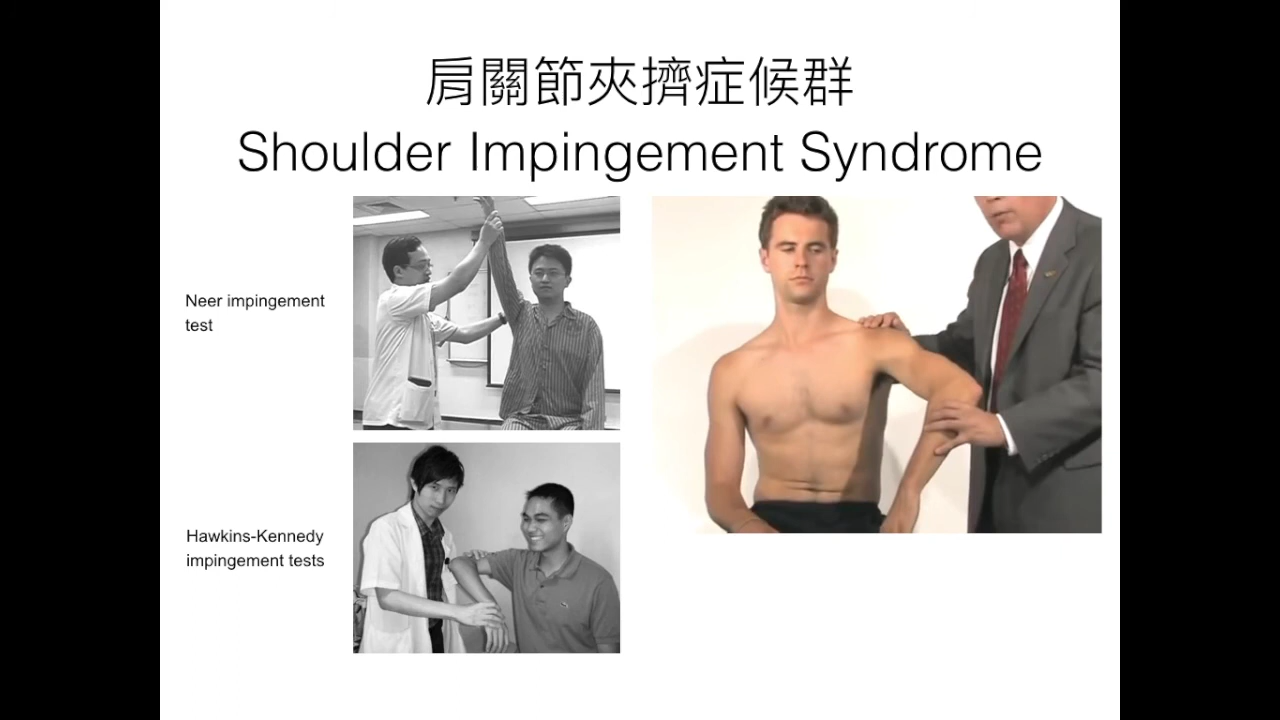 肩關節夾擠症候群
Shoulder Impingement Syndrome
Neer impingement
test
Hawkins-Kennedy
impingement tests